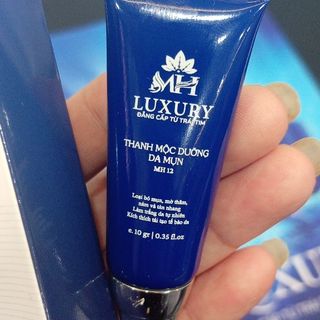 MH
LUXURY
ĐẲNG CẤP TỪ TRÁI TIM
THANH MỘC DƯỠNG
DA MỤN
MH 12
Loại bỏ mụn, mờ thâm,
nám và tàn nhang
Làm trắng da tự nhiên
Kích thích tái tạo tế bào da
e.10 gr | 0.35 fl.oz